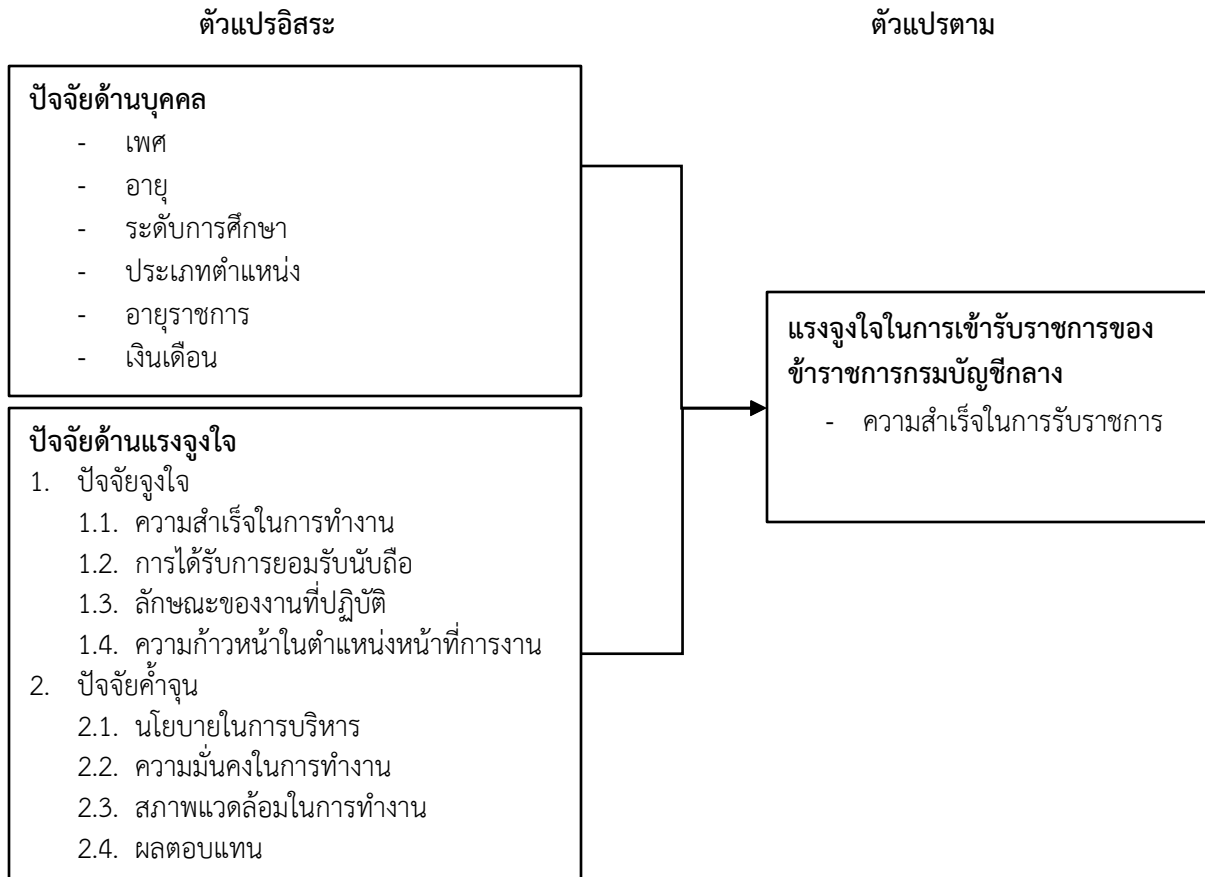 ตัวแปรอิสระ
ตัวแปรตาม
ปัจจัยด้านบุคคล
- เพศ
- อายุ
- ระดับการศึกษา
- ประเภทตำแหน่ง
- อายุราชการ
- เงินเดือน
ปัจจัยด้านแรงจูงใจ
1. ปัจจัยจูงใจ
1.1. ความสำเร็จในการทำงาน
1.2. การได้รับการยอมรับนับถือ
1.3. ลักษณะของงานที่ปฏิบัติ
1.4. ความก้าวหน้าในตำแหน่งหน้าที่การงาน
2. ปัจจัยค้ำจุน
2.1. นโยบายในการบริหาร
2.2. ความมั่นคงในการทำงาน
2.3. สภาพแวดล้อมในการทำงาน
2.4. ผลตอบแทน
แรงจูงใจในการเข้ารับราชการของ
ข้าราชการกรมบัญชีกลาง
- ความสำเร็จในการรับราชการ